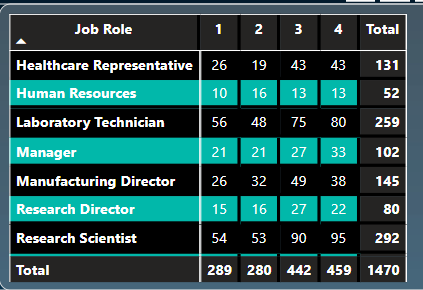 Job Role 1 2 3 4 Total
Healthcare Representative 26 19 43 43 131
Human Resources 10 16 13 13 52
Laboratory Technician 56 48 75 80 259
Manager 21 21 27 33 102
Manufacturing Director 26 32 49 38 145
Research Director 15 16 27 22 80
Research Scientist 54 53 90 95 292
Total 289 280 442 459 1470